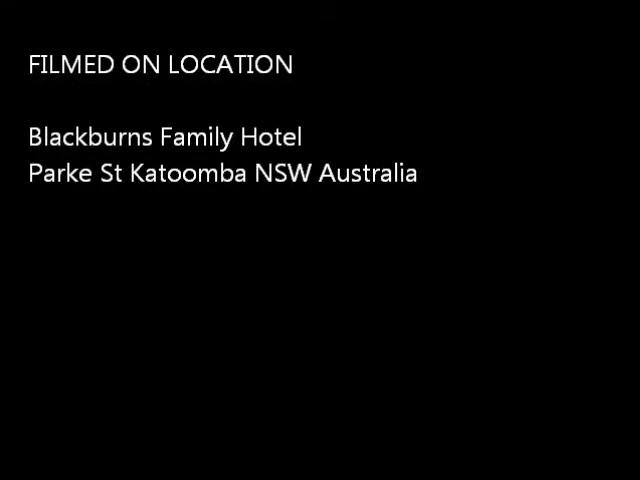 FILMED ON LOCATION
Blackburns Family Hotel
Parke St Katoomba NSW Australia